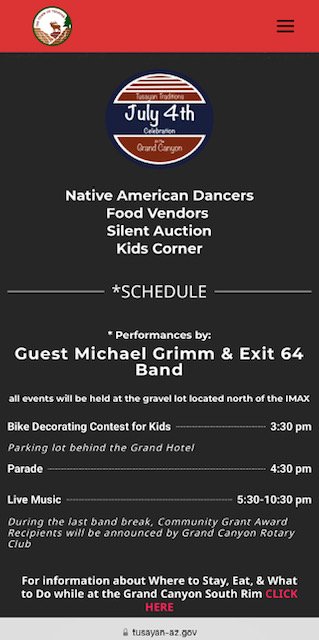 Tusayan Traditions
July 4th
Celebration
Grand Canyon
Native American Dancers
Food Vendors
Silent Auction
Kids Corner
*SCHEDULE
* Performances by:
Guest Michael Grimm & Exit 64
Band
all events will be held at the gravel lot located north of the IMAX
Bike Decorating Contest for Kids 3:30 pm
Parking lot behind the Grand Hotel
Parade 4:30 pm
Live Music 5:30-10:30 pm
During the last band break, Community Grant Award
Recipients will be announced by Grand Canyon Rotary
Club
For information about Where to Stay, Eat, & What
to Do while at the Grand Canyon South Rim CLICK
HERE
tusayan-az.gov